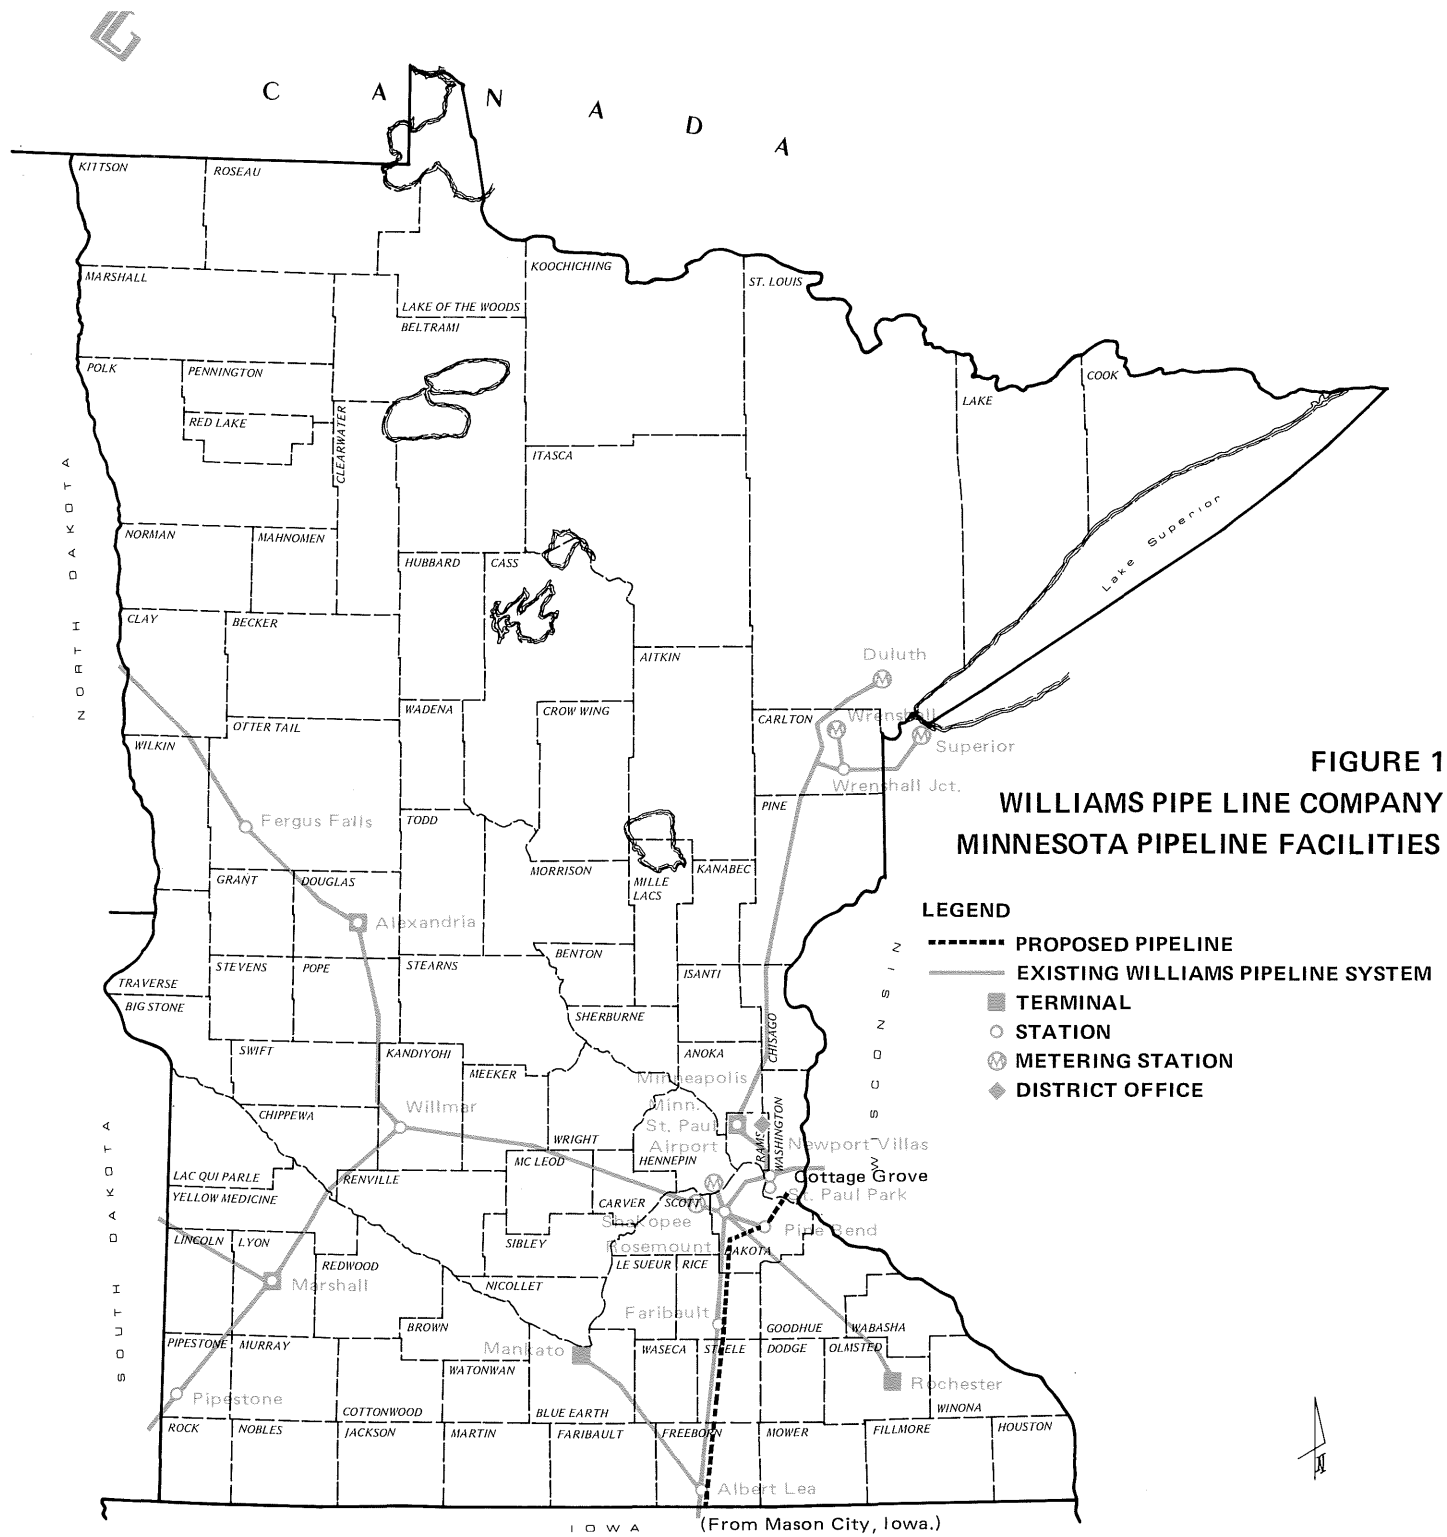 C A N A D A
KITTSON
ROSEAU
MARSHALL
LAKE OF THE WOODS
BELTRAMI
KOOCHICHING
ST. LOUIS
POLK
PENNINGTON
RED LAKE
CLEARWATER
COOK
LAKE
ITASCA
NORTH DAKOTA
Lake Superior
NORMAN
MAHNOMEN
HUBBARD
CASS
CLAY
BECKER
AITKIN
Duluth
WADENA
CROW WING
CARLTON
Wrenshall
OTTER TAIL
WILKIN
Superior
Wrenshall Jct.
PINE
FIGURE 1
WILLIAMS PIPE LINE COMPANY
MINNESOTA PIPELINE FACILITIES
Fergus Falls
TODD
MORRISON
MILLE
LACS
KANABEC
GRANT
DOUGLAS
Alexandria
LEGEND
PROPOSED PIPELINE
EXISTING WILLIAMS PIPELINE SYSTEM
TERMINAL
STATION
METERING STATION
DISTRICT OFFICE
WISCONSIN
STEVENS
POPE
STEARNS
BENTON
ISANTI
TRAVERSE
BIG STONE
SHERBURNE
CHISAGO
SWIFT
KANDIYOHI
MEEKER
ANOKA
Minneapolis
Minn.
St. Paul
Airport
CHIPPEWA
Willmar
WRIGHT
HENNEPIN
WASHINGTON
Newport Villas
Cottage Grove
St. Paul Park
SOUTH DAKOTA
LAC QUI PARLE
YELLOW MEDICINE
RENVILLE
MC LEOD
CARVER
SCOTT
Shakopee
Pine Bend
Rosemount
DAKOTA
LINCOLN
LYON
REDWOOD
SIBLEY
LE SUEUR
RICE
Marshall
NICOLLET
Faribault
GOODHUE
WABASHA
BROWN
PIPESTONE
MURRAY
Mankato
WASECA
STEELE
DODGE
OLMSTED
WATONWAN
Rochester
Pipestone
COTTONWOOD
BLUE EARTH
WINONA
ROCK
NOBLES
JACKSON
MARTIN
FARIBAULT
FREEBORN
MOWER
FILLMORE
HOUSTON
Albert Lea
N
IOWA
(From Mason City, Iowa.)